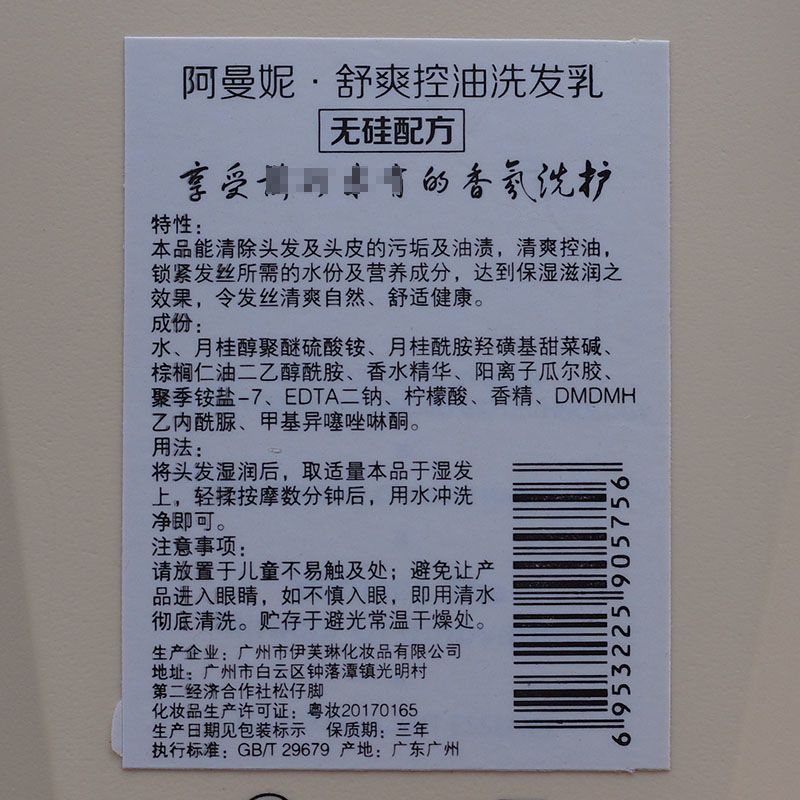 阿曼妮·舒爽控油洗发乳
无硅配方
享受 的香氛洗护
特性：
本品能清除头发及头皮的污垢及油渍，清爽控油，
锁紧发丝所需的水份及营养成分，达到保湿滋润之
效果，令发丝清爽自然、舒适健康。
成份：
水、月桂醇聚醚硫酸铵、月桂酰胺羟磺基甜菜碱、
棕榈仁油二乙醇酰胺、香水精华、阳离子瓜尔胶、
聚季铵盐-7、EDTA二钠、柠檬酸、香精、DMDMH
乙内酰脲、甲基异噻唑啉酮。
用法：
将头发湿润后，取适量本品于湿发
上，轻揉按摩数分钟后，用水冲洗
净即可。
注意事项：
请放置于儿童不易触及处；避免让产
品进入眼睛，如不慎入眼，即用清水
彻底清洗。贮存于避光常温干燥处。
生产企业：广州市伊芙琳化妆品有限公司
地址：广州市白云区钟落潭镇光明村
第二经济合作社松仔脚
化妆品生产许可证：粤妆20170165
生产日期见包装标示 保质期：三年
执行标准：GB/T 29679 产地：广东广州
6953225905756